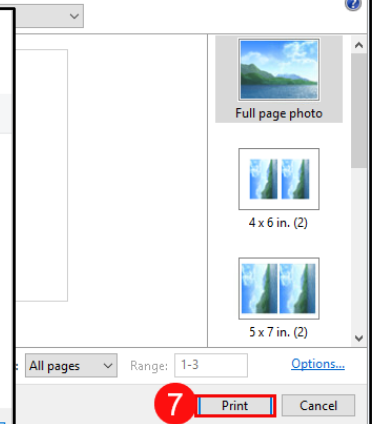 ?
Full page photo
4 x 6 in. (2)
5 x 7 in. (2)
: All pages Range: 1-3 Options...
7 Print Cancel